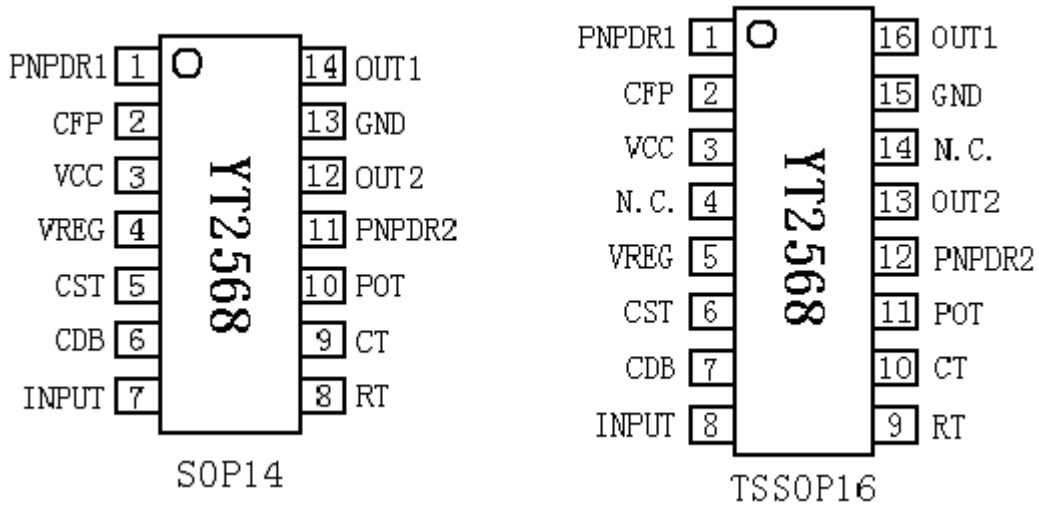 PNPDR1 1 14 OUT1
CFP 2 13 GND
VCC 3 12 OUT2
VREG 4 11 PNPDR2
CST 5 10 POT
CDB 6 9 CT
INPUT 7 8 RT
YT2568
SOP14
PNPDR1 1 16 OUT1
CFP 2 15 GND
VCC 3 14 N.C.
N.C. 4 13 OUT2
VREG 5 12 PNPDR2
CST 6 11 POT
CDB 7 10 CT
INPUT 8 9 RT
YT2568
TSSOP16